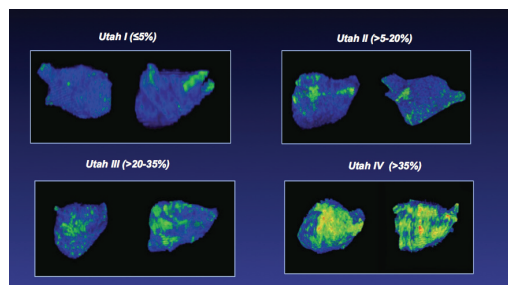 Utah I (≤5%)
Utah II (>5-20%)
Utah III (>20-35%)
Utah IV (>35%)